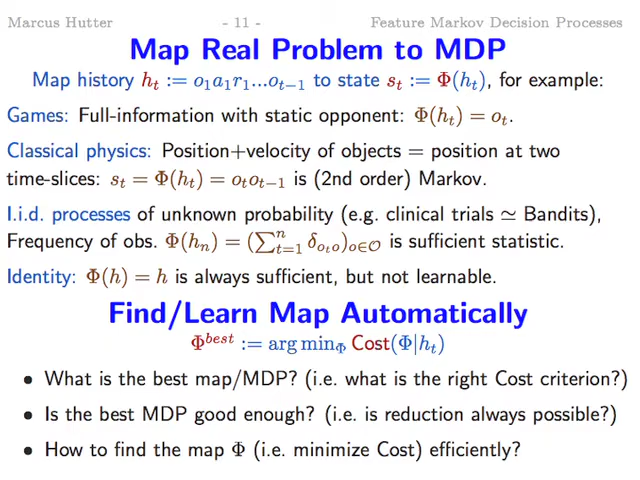 Marcus Hutter - 11 - Feature Markov Decision Processes
Map Real Problem to MDP
Map history hₜ := o₁a₁r₁...oₜ₋₁ to state sₜ := Φ(hₜ), for example:
Games: Full-information with static opponent: Φ(hₜ) = oₜ.
Classical physics: Position+velocity of objects = position at two
time-slices: sₜ = Φ(hₜ) = oₜoₜ₋₁ is (2nd order) Markov.
I.i.d. processes of unknown probability (e.g. clinical trials ≃ Bandits),
Frequency of obs. Φ(hₙ) = (∑ⁿₜ₌₁ δₒₜₒ)ₒ∈𝒪 is sufficient statistic.
Identity: Φ(h) = h is always sufficient, but not learnable.
Find/Learn Map Automatically
Φᵇᵉˢᵗ := arg min_Φ Cost(Φ|hₜ)
• What is the best map/MDP? (i.e. what is the right Cost criterion?)
• Is the best MDP good enough? (i.e. is reduction always possible?)
• How to find the map Φ (i.e. minimize Cost) efficiently?